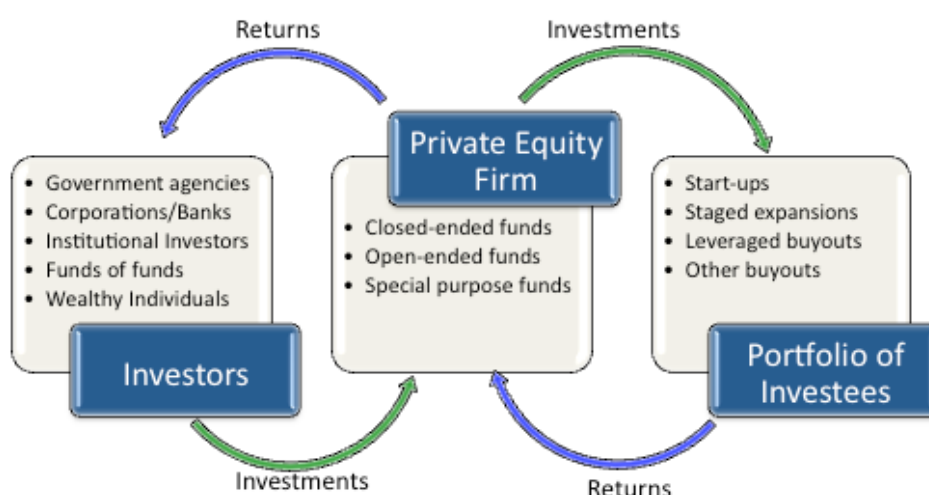 Returns
Investments
Private Equity
Firm
• Government agencies
• Corporations/Banks
• Institutional Investors
• Funds of funds
• Wealthy Individuals
Investors
• Closed-ended funds
• Open-ended funds
• Special purpose funds
• Start-ups
• Staged expansions
• Leveraged buyouts
• Other buyouts
Portfolio of
Investees
Investments
Returns